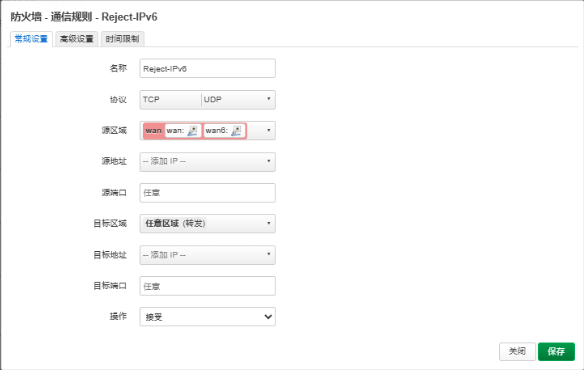 防火墙 - 通信规则 - Reject-IPv6
常规设置 高级设置 时间限制
名称 Reject-IPv6
协议 TCP UDP
源区域 wan wan: wan6:
源地址 -- 添加 IP --
源端口 任意
目标区域 任意区域 (转发)
目标地址 -- 添加 IP --
目标端口 任意
操作 接受
关闭 保存